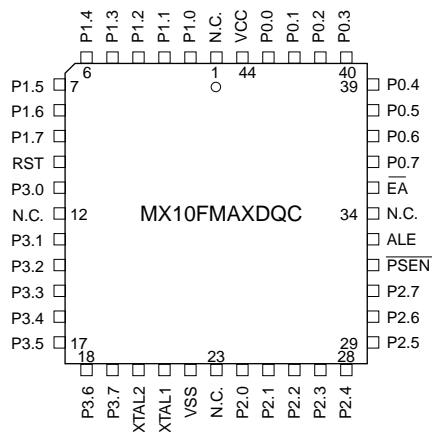 P1.4 P1.3 P1.2 P1.1 P1.0 N.C. VCC P0.0 P0.1 P0.2 P0.3
6 1 44 40
P1.5 7 39 P0.4
P1.6 P0.5
P1.7 P0.6
RST P0.7
P3.0 EA
N.C. 12 MX10FMAXDQC 34 N.C.
P3.1 ALE
P3.2 PSEN
P3.3 P2.7
P3.4 P2.6
P3.5 17 29 P2.5
18 23 28
P3.6 P3.7 XTAL2 XTAL1 VSS N.C. P2.0 P2.1 P2.2 P2.3 P2.4